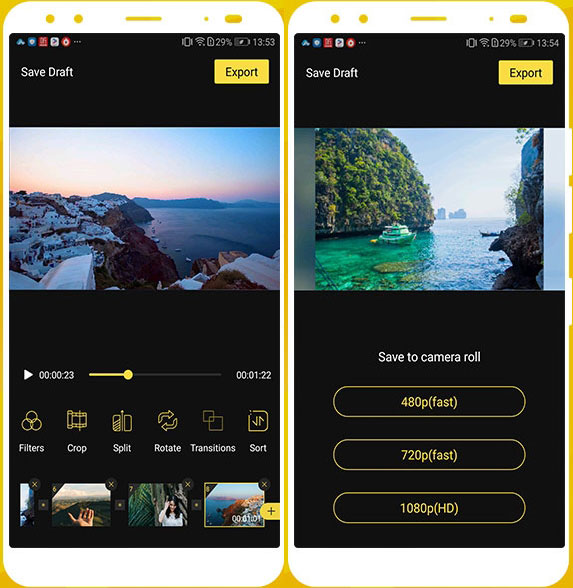 29% 13:53
Save Draft
Export
00:00:23
00:01:22
Filters
Crop
Split
Rotate
Transitions
Sort
6
7
8
00:01:01
+
29% 13:54
Save Draft
Export
Save to camera roll
480p(fast)
720p(fast)
1080p(HD)